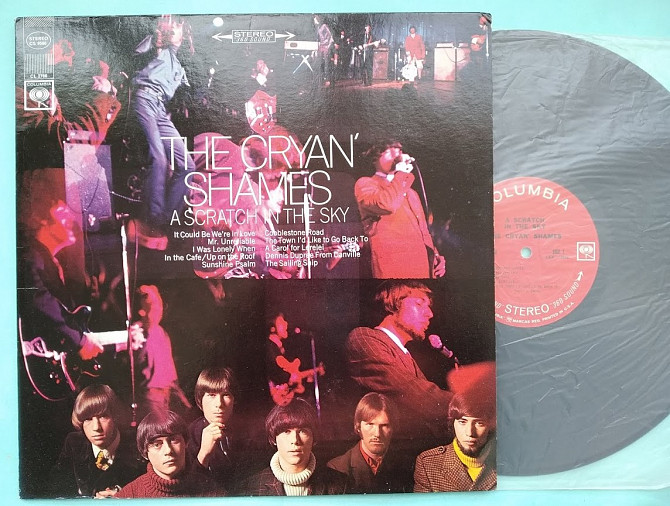 STEREO
CL 2786
COLUMBIA
STEREO
360 SOUND
THE CRYAN'
SHAMES
A SCRATCH IN THE SKY
It Could Be We're In Love
Mr. Unreliable
I Was Lonely When
In the Cafe/Up on the Roof
Sunshine Psalm
Cobblestone Road
The Town I'd Like to Go Back To
A Carol for Lorelei
Dennis Dupree From Danville
The Sailing Ship
COLUMBIA
A SCRATCH
IN THE SKY
CRYAN' SHAMES
STEREO "360 SOUND"